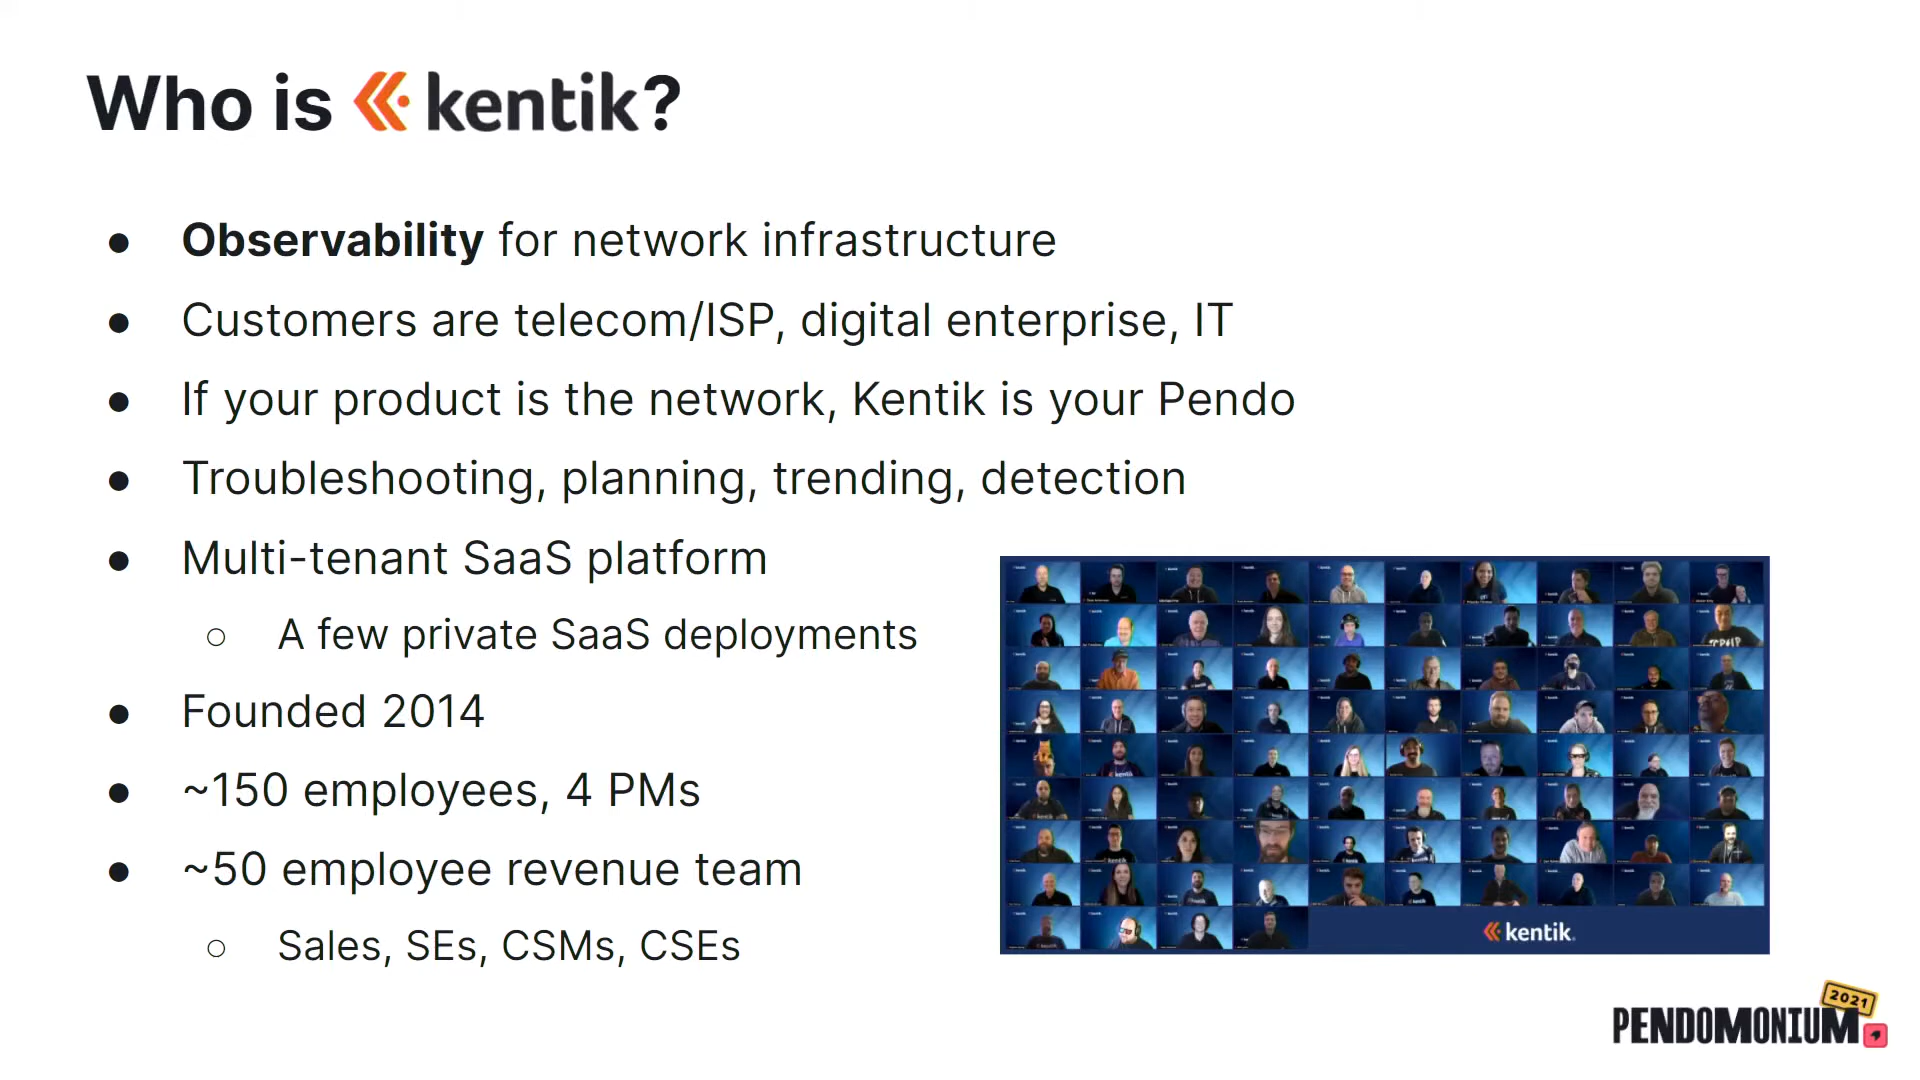 Who is kentik?
● Observability for network infrastructure
● Customers are telecom/ISP, digital enterprise, IT
● If your product is the network, Kentik is your Pendo
● Troubleshooting, planning, trending, detection
● Multi-tenant SaaS platform
○ A few private SaaS deployments
● Founded 2014
● ~150 employees, 4 PMs
● ~50 employee revenue team
○ Sales, SEs, CSMs, CSEs
kentik.
2021
PENDOMONIUM